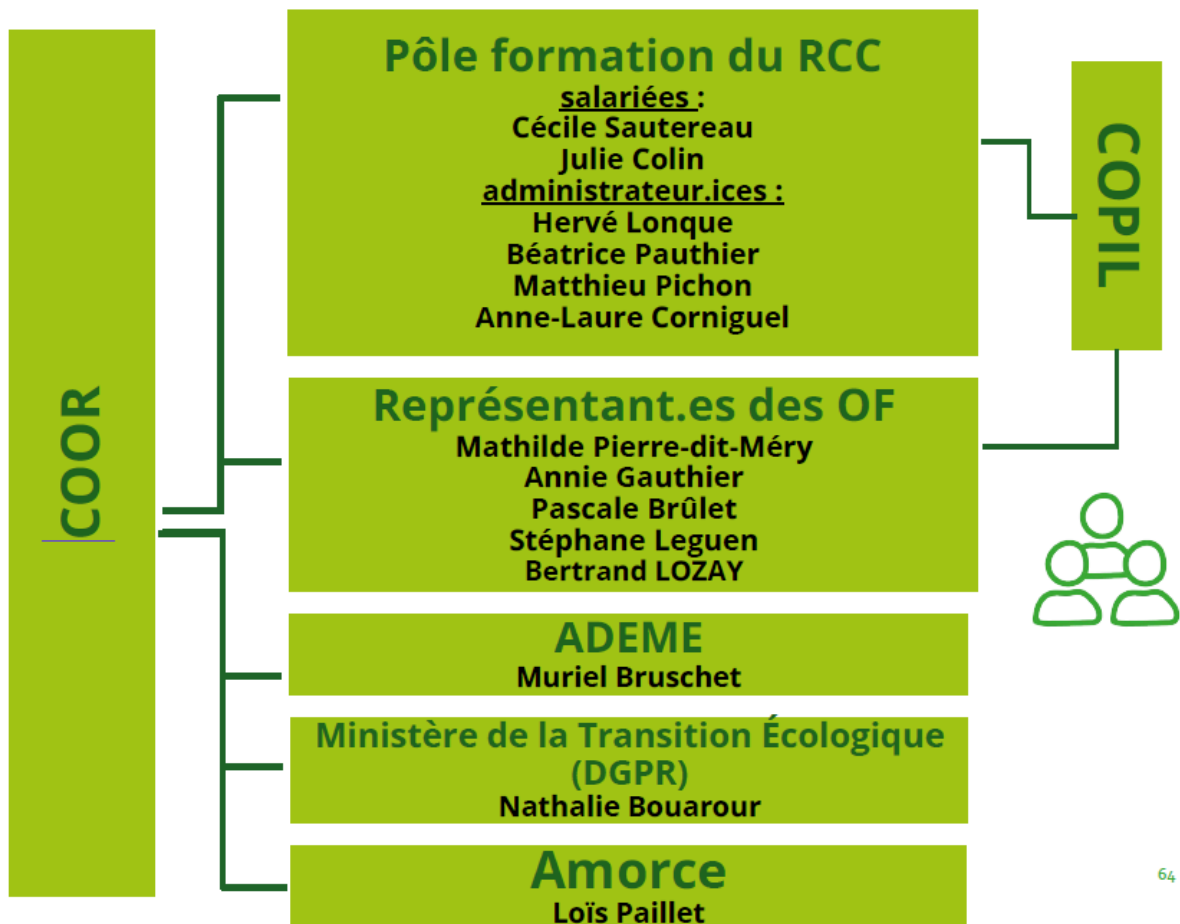 COOR
Pôle formation du RCC
salariées :
Cécile Sautereau
Julie Colin
administrateur.ices :
Hervé Lonque
Béatrice Pauthier
Matthieu Pichon
Anne-Laure Corniguel
COPIL
Représentant.es des OF
Mathilde Pierre-dit-Méry
Annie Gauthier
Pascale Brûlet
Stéphane Leguen
Bertrand LOZAY
ADEME
Muriel Bruschet
Ministère de la Transition Écologique
(DGPR)
Nathalie Bouarour
Amorce
Loïs Paillet
64